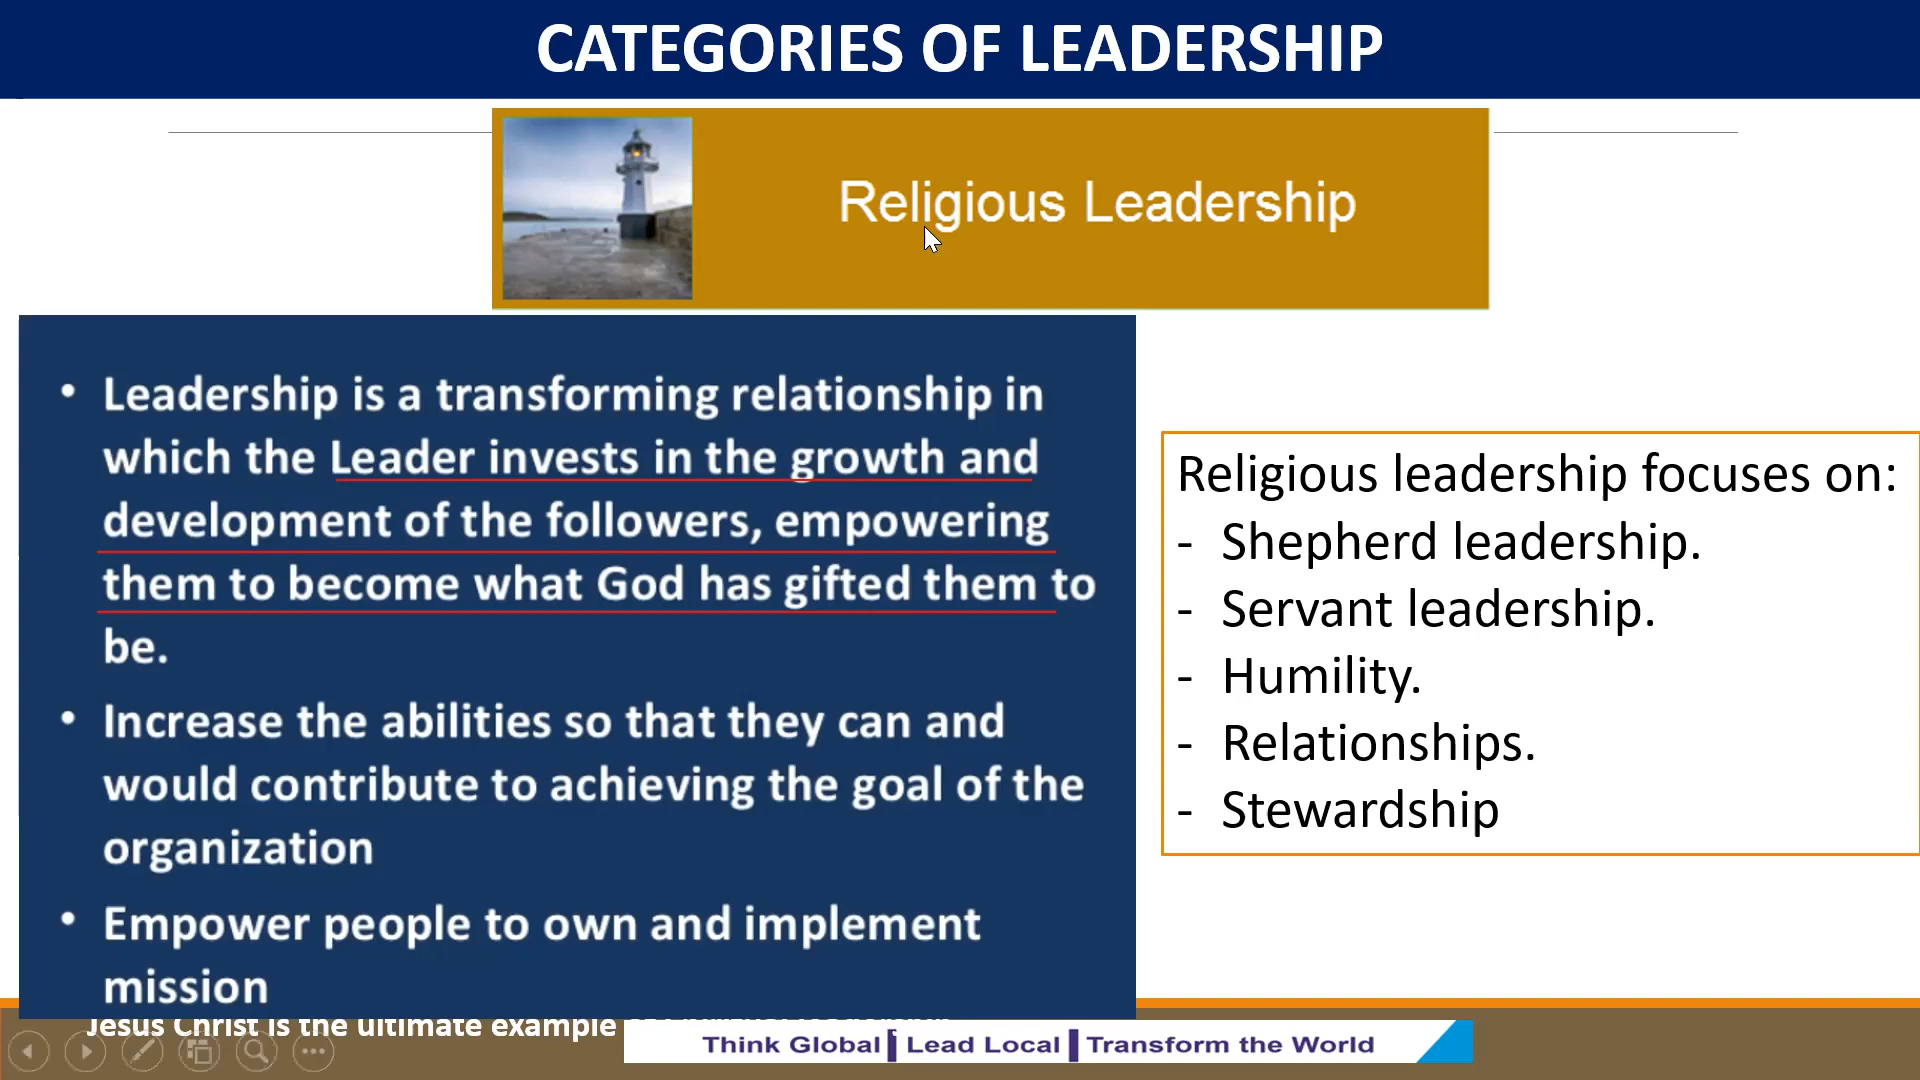 CATEGORIES OF LEADERSHIP
Religious Leadership
• Leadership is a transforming relationship in
which the Leader invests in the growth and
development of the followers, empowering
them to become what God has gifted them to
be.
• Increase the abilities so that they can and
would contribute to achieving the goal of the
organization
• Empower people to own and implement
mission
Religious leadership focuses on:
- Shepherd leadership.
- Servant leadership.
- Humility.
- Relationships.
- Stewardship
Jesus Christ is the ultimate example
Think Global | Lead Local | Transform the World